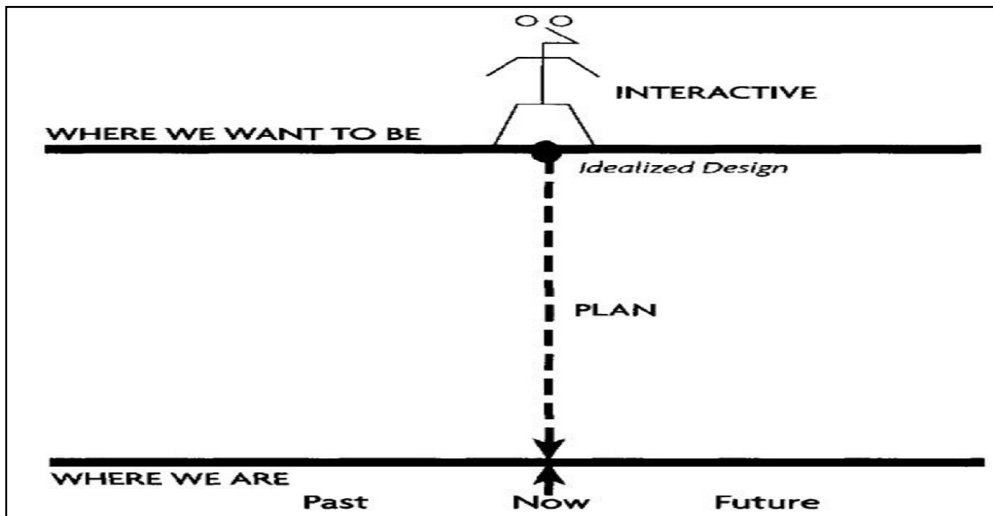 INTERACTIVE
WHERE WE WANT TO BE
Idealized Design
PLAN
WHERE WE ARE
Past Now Future